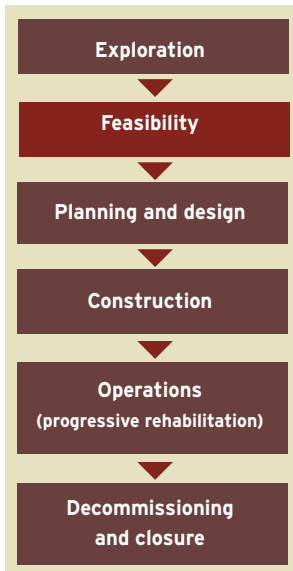 Exploration
Feasibility
Planning and design
Construction
Operations
(progressive rehabilitation)
Decommissioning
and closure